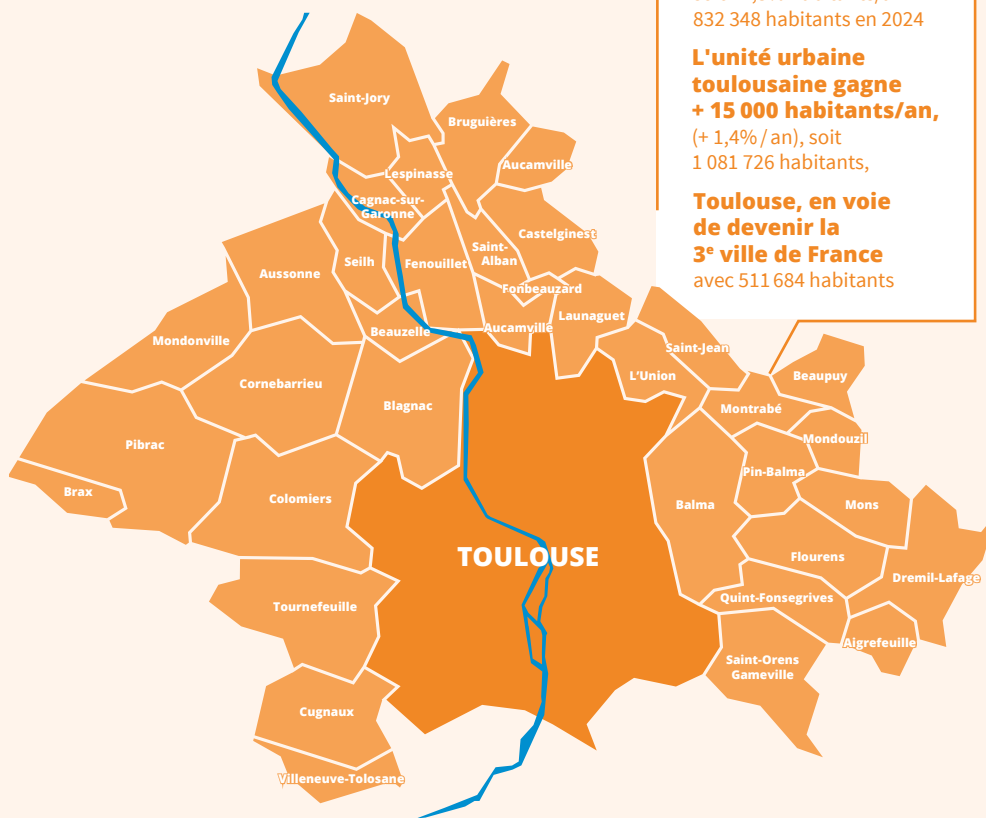 832 348 habitants en 2024
L'unité urbaine
toulousaine gagne
+ 15 000 habitants/an,
(+ 1,4% / an), soit
1 081 726 habitants,
Toulouse, en voie
de devenir la
3e ville de France
avec 511 684 habitants
Saint-Jory
Bruguières
Aucamville
Lespinasse
Cagnac-sur-
Garonne
Castelginest
Saint-
Alban
Seilh
Fenouillet
Aussonne
Fonbeauzard
Launaguet
Beauzelle
Aucamville
Mondonville
Saint-Jean
L'Union
Beaupuy
Cornebarrieu
Blagnac
Montrabé
Mondouzil
Pibrac
Pin-Balma
Brax
Colomiers
Balma
Mons
TOULOUSE
Flourens
Dremil-Lafage
Quint-Fonsegrives
Tournefeuille
Aigrefeuille
Saint-Orens
Gameville
Cugnaux
Villeneuve-Tolosane